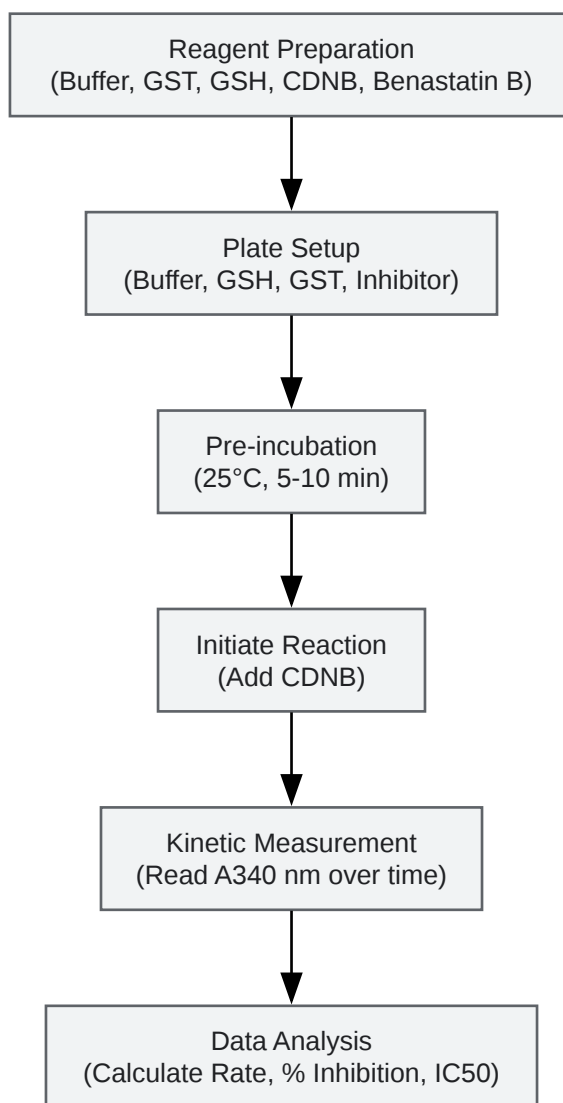 Reagent Preparation
(Buffer, GST, GSH, CDNB, Benastatin B)
Plate Setup
(Buffer, GSH, GST, Inhibitor)
Pre-incubation
(25°C, 5-10 min)
Initiate Reaction
(Add CDNB)
Kinetic Measurement
(Read A340 nm over time)
Data Analysis
(Calculate Rate, % Inhibition, IC50)